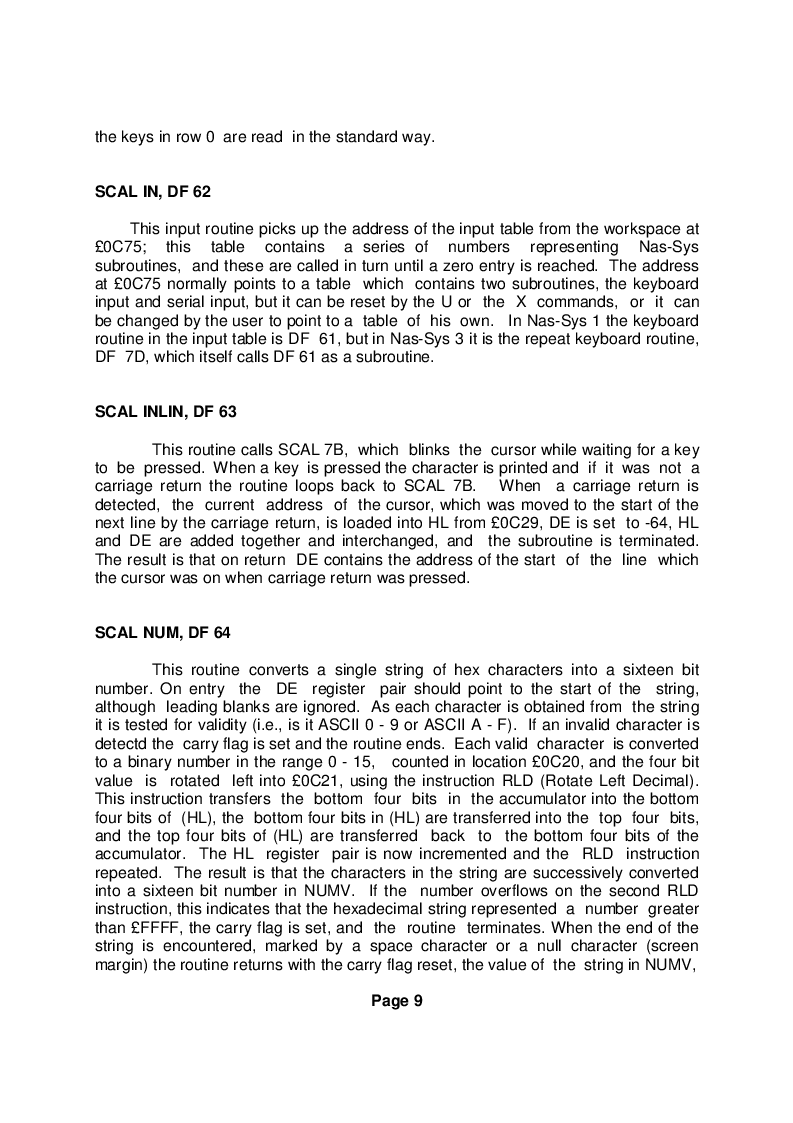 the keys in row 0 are read in the standard way.
SCAL IN, DF 62
This input routine picks up the address of the input table from the workspace at
£0C75; this table contains a series of numbers representing Nas-Sys
subroutines, and these are called in turn until a zero entry is reached. The address
at £0C75 normally points to a table which contains two subroutines, the keyboard
input and serial input, but it can be reset by the U or the X commands, or it can
be changed by the user to point to a table of his own. In Nas-Sys 1 the keyboard
routine in the input table is DF 61, but in Nas-Sys 3 it is the repeat keyboard routine,
DF 7D, which itself calls DF 61 as a subroutine.
SCAL INLIN, DF 63
This routine calls SCAL 7B, which blinks the cursor while waiting for a key
to be pressed. When a key is pressed the character is printed and if it was not a
carriage return the routine loops back to SCAL 7B. When a carriage return is
detected, the current address of the cursor, which was moved to the start of the
next line by the carriage return, is loaded into HL from £0C29, DE is set to -64, HL
and DE are added together and interchanged, and the subroutine is terminated.
The result is that on return DE contains the address of the start of the line which
the cursor was on when carriage return was pressed.
SCAL NUM, DF 64
This routine converts a single string of hex characters into a sixteen bit
number. On entry the DE register pair should point to the start of the string,
although leading blanks are ignored. As each character is obtained from the string
it is tested for validity (i.e., is it ASCII 0 - 9 or ASCII A - F). If an invalid character is
detectd the carry flag is set and the routine ends. Each valid character is converted
to a binary number in the range 0 - 15, counted in location £0C20, and the four bit
value is rotated left into £0C21, using the instruction RLD (Rotate Left Decimal).
This instruction transfers the bottom four bits in the accumulator into the bottom
four bits of (HL), the bottom four bits in (HL) are transferred into the top four bits,
and the top four bits of (HL) are transferred back to the bottom four bits of the
accumulator. The HL register pair is now incremented and the RLD instruction
repeated. The result is that the characters in the string are successively converted
into a sixteen bit number in NUMV. If the number overflows on the second RLD
instruction, this indicates that the hexadecimal string represented a number greater
than £FFFF, the carry flag is set, and the routine terminates. When the end of the
string is encountered, marked by a space character or a null character (screen
margin) the routine returns with the carry flag reset, the value of the string in NUMV,
Page 9